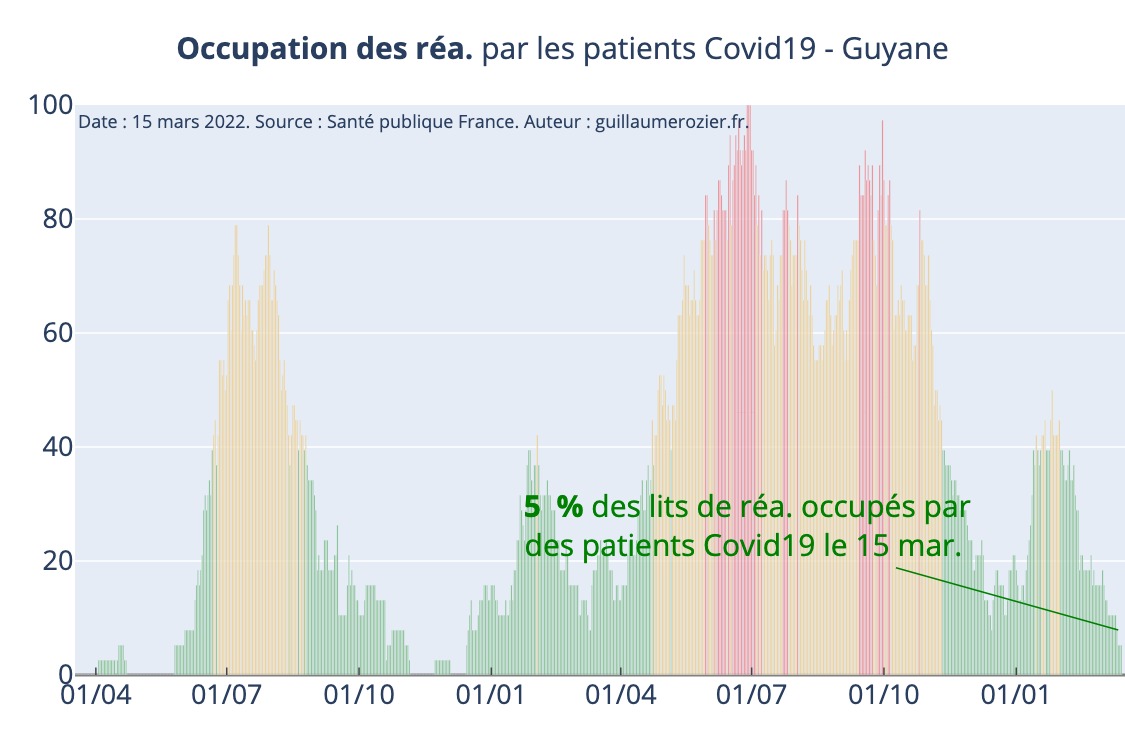 Occupation des réa. par les patients Covid19 - Guyane
100
Date : 15 mars 2022. Source : Santé publique France. Auteur : guillaumerozier.fr.
80
60
40
5 % des lits de réa. occupés par
des patients Covid19 le 15 mar.
20
0
01/04 01/07 01/10 01/01 01/04 01/07 01/10 01/01